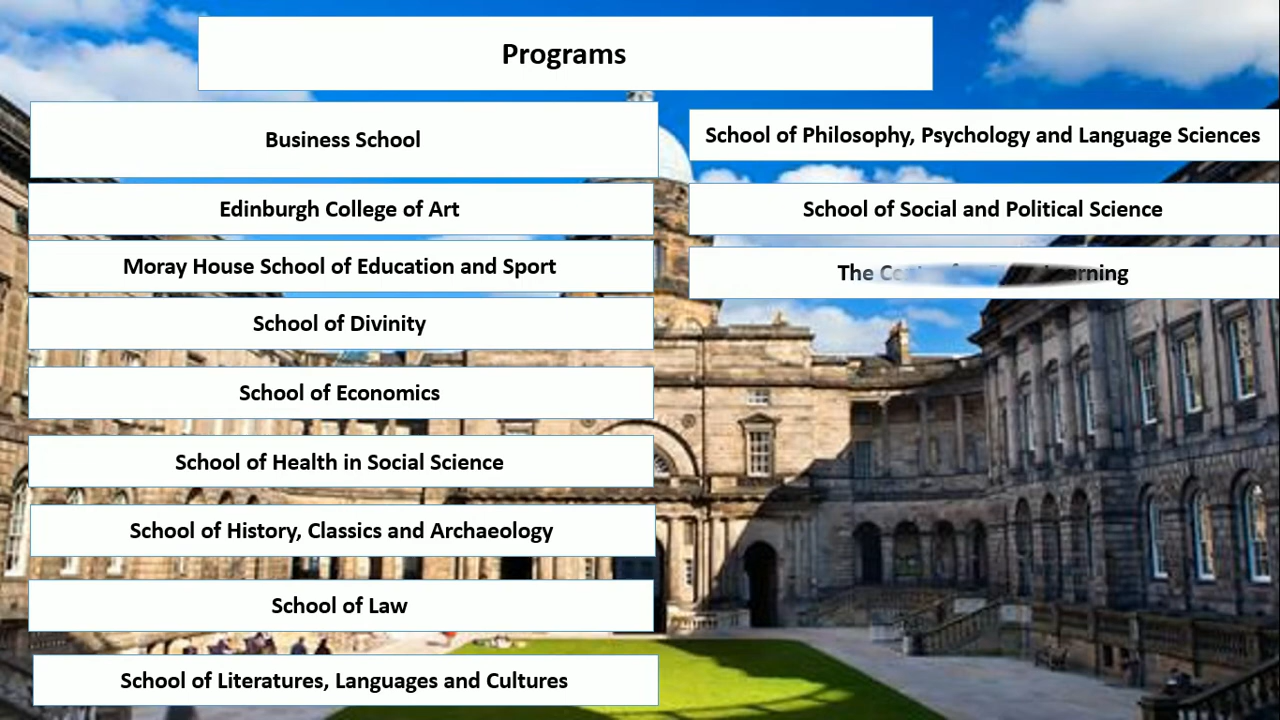 Programs
Business School
Edinburgh College of Art
Moray House School of Education and Sport
School of Divinity
School of Economics
School of Health in Social Science
School of History, Classics and Archaeology
School of Law
School of Literatures, Languages and Cultures
School of Philosophy, Psychology and Language Sciences
School of Social and Political Science
The